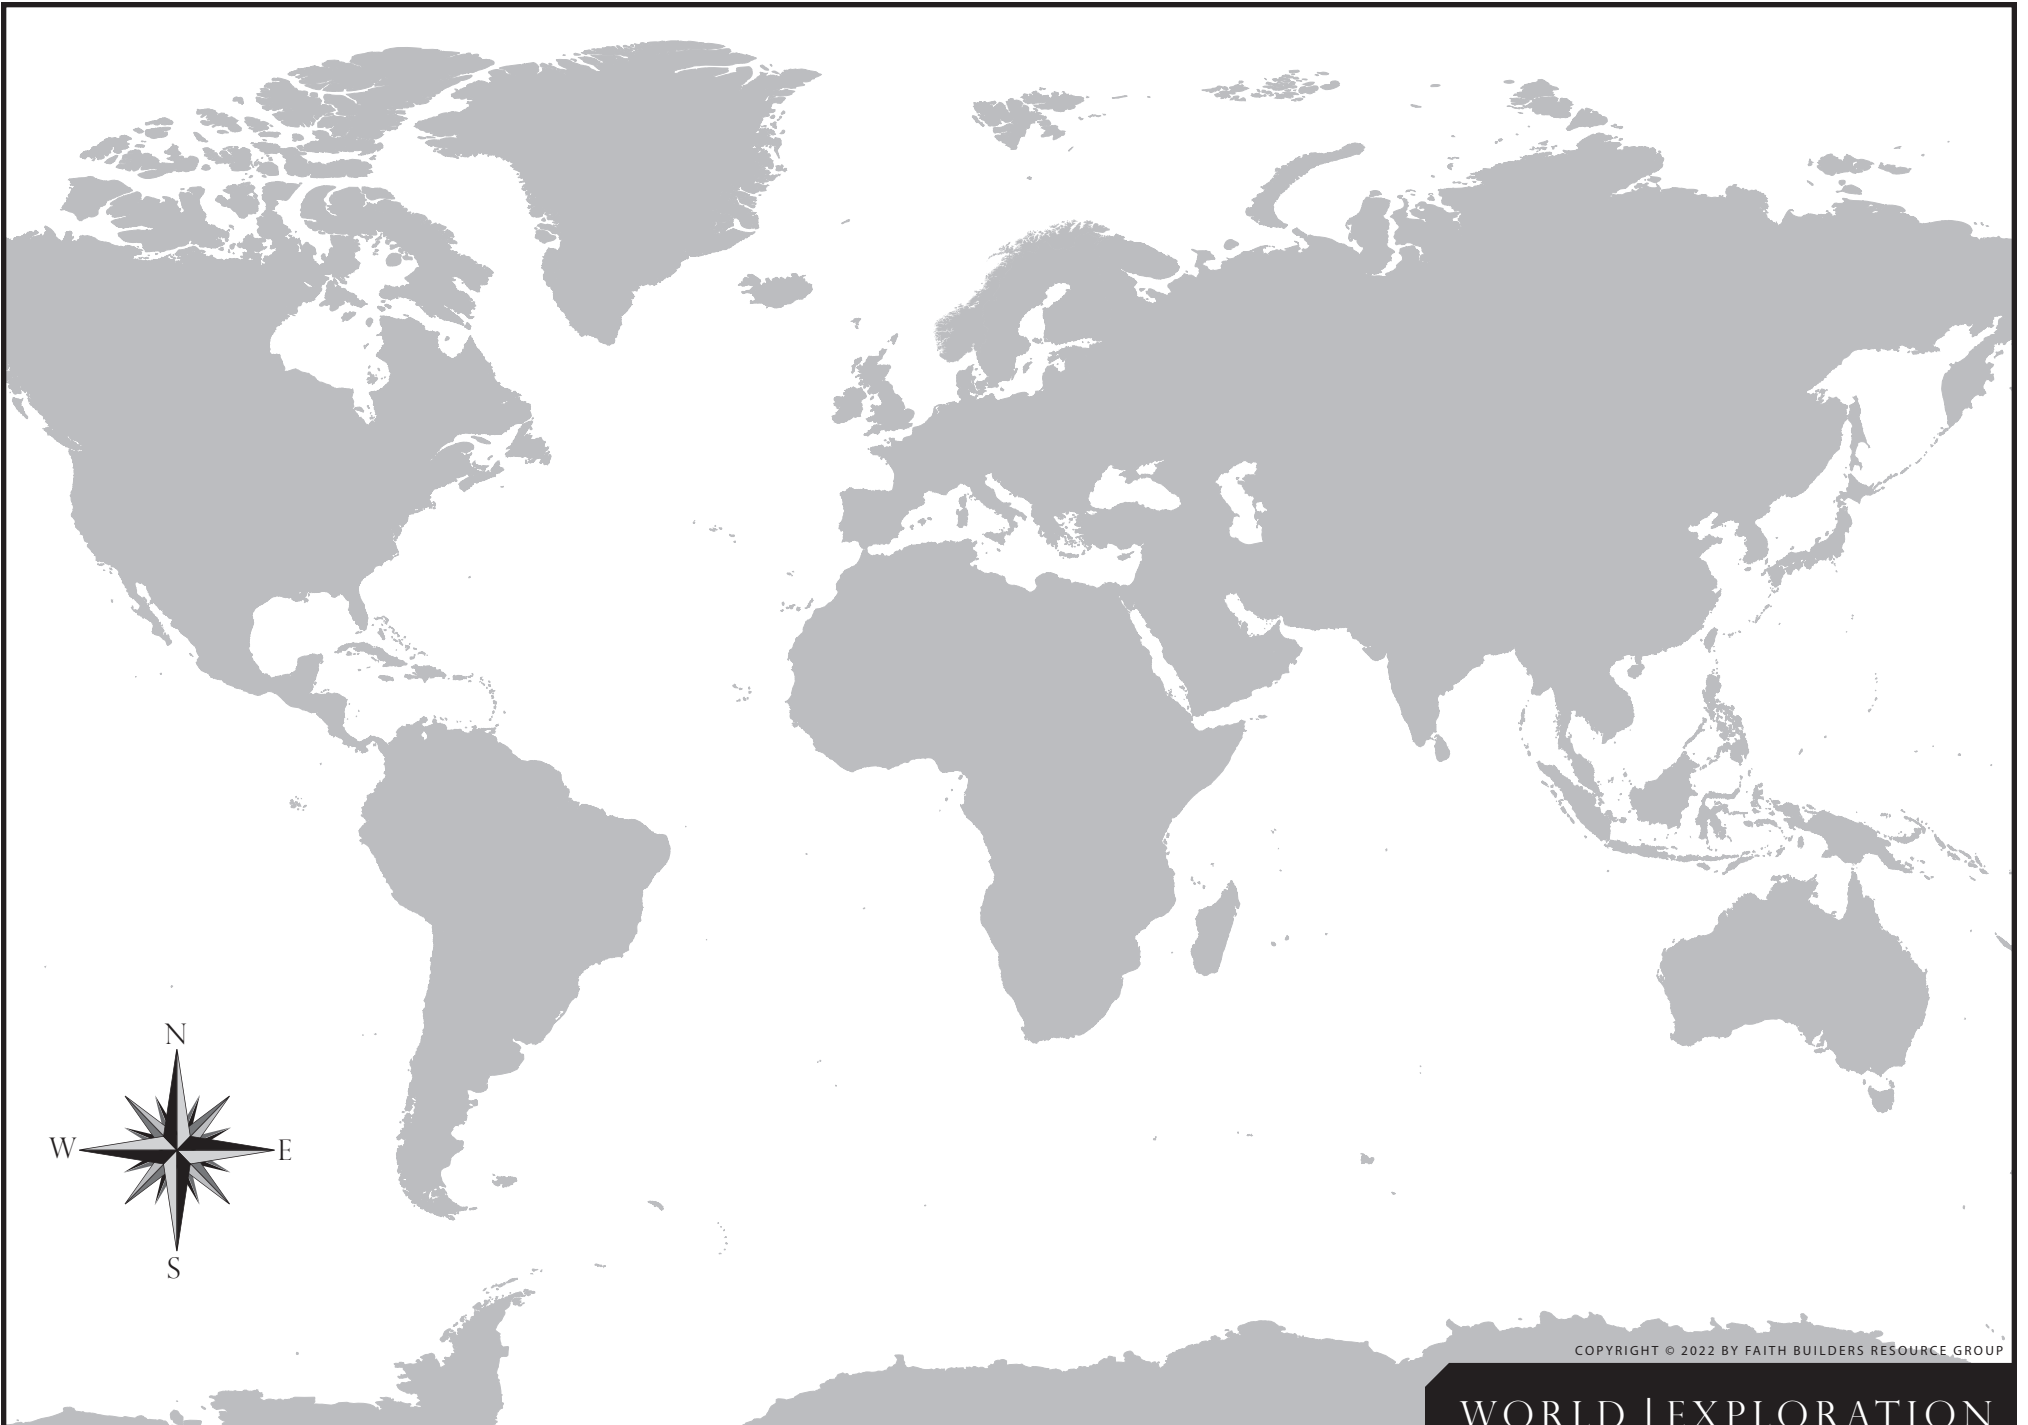 N
W E
S
COPYRIGHT © 2022 BY FAITH BUILDERS RESOURCE GROUP
WORLD | EXPLORATION